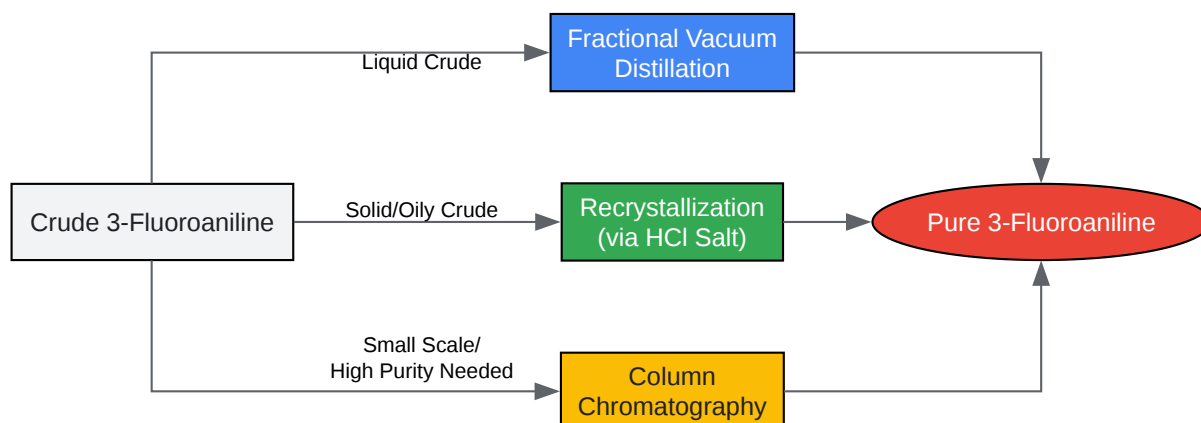 Fractional Vacuum
Distillation
Liquid Crude
Crude 3-Fluoroaniline
Solid/Oily Crude
Recrystallization
(via HCl Salt)
Pure 3-Fluoroaniline
Small Scale/
High Purity Needed
Column
Chromatography